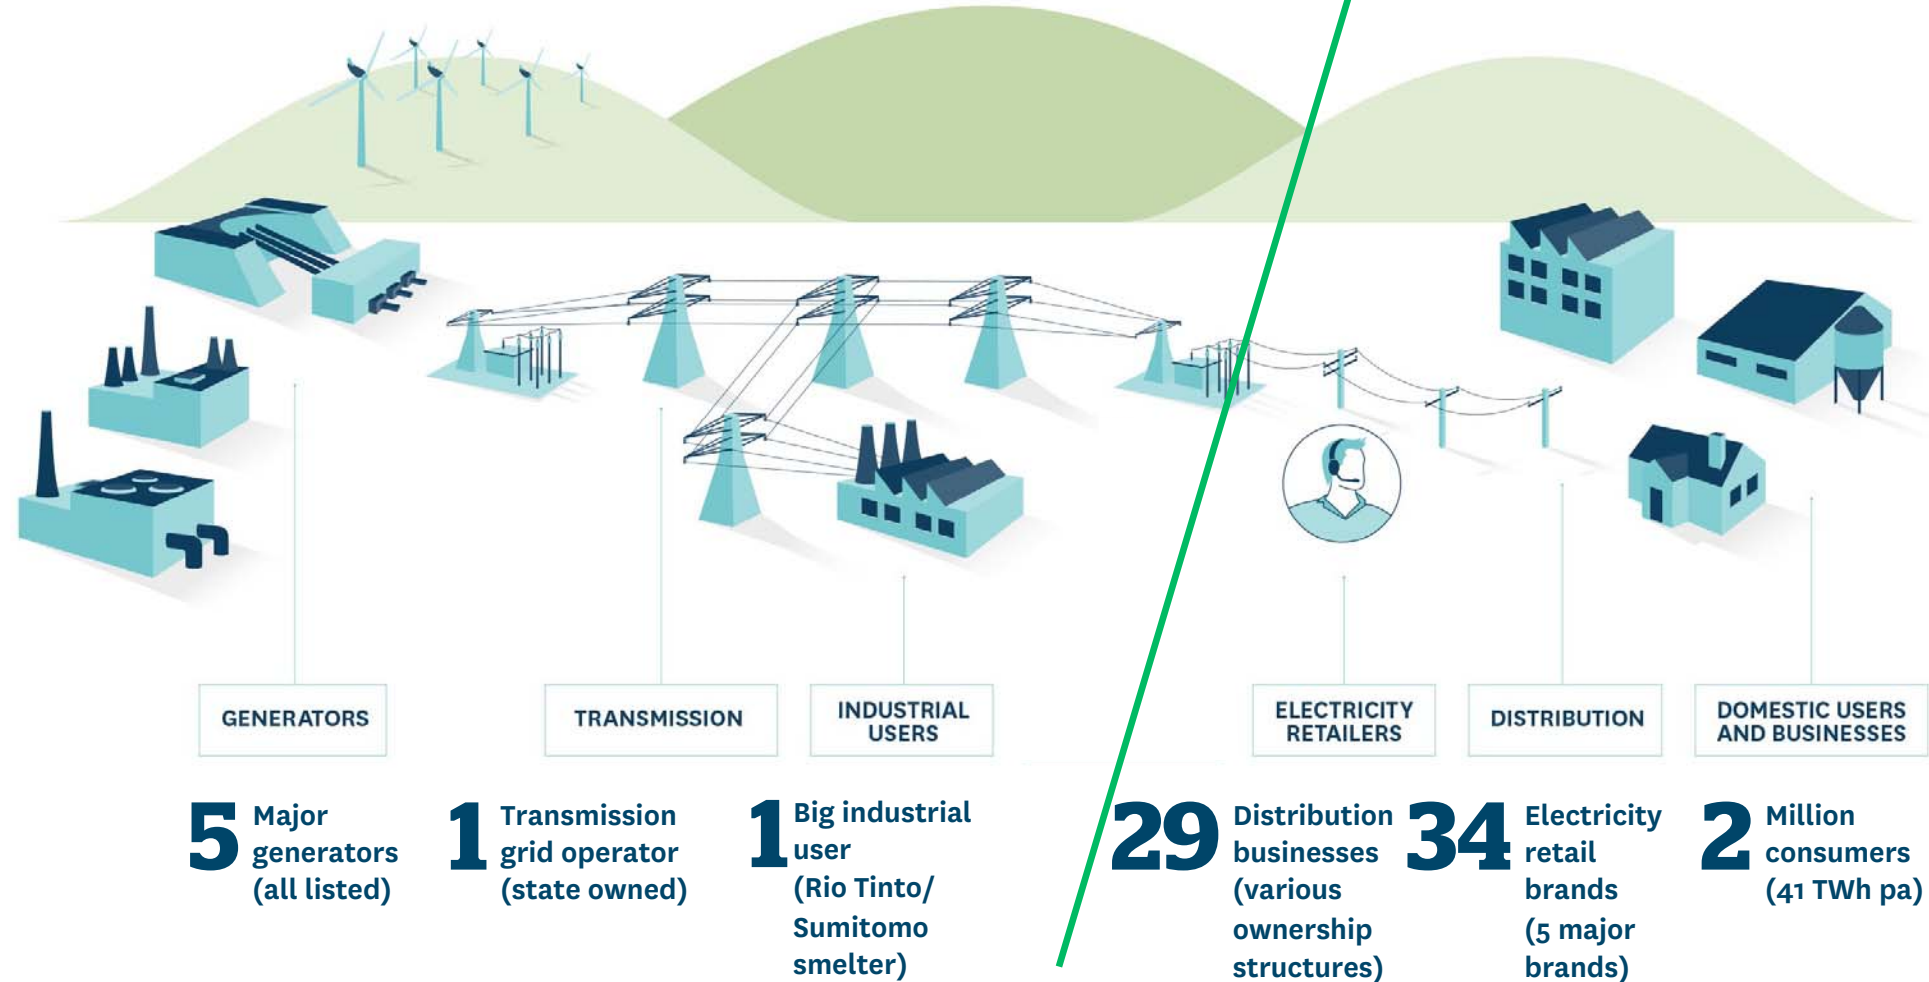 GENERATORS
TRANSMISSION
INDUSTRIAL
USERS
ELECTRICITY
RETAILERS
DISTRIBUTION
DOMESTIC USERS
AND BUSINESSES
5
Major
generators
(all listed)
1
Transmission
grid operator
(state owned)
1
Big industrial
user
(Rio Tinto/
Sumitomo
smelter)
29
Distribution
businesses
(various
ownership
structures)
34
Electricity
retail
brands
(5 major
brands)
2
Million
consumers
(41 TWh pa)